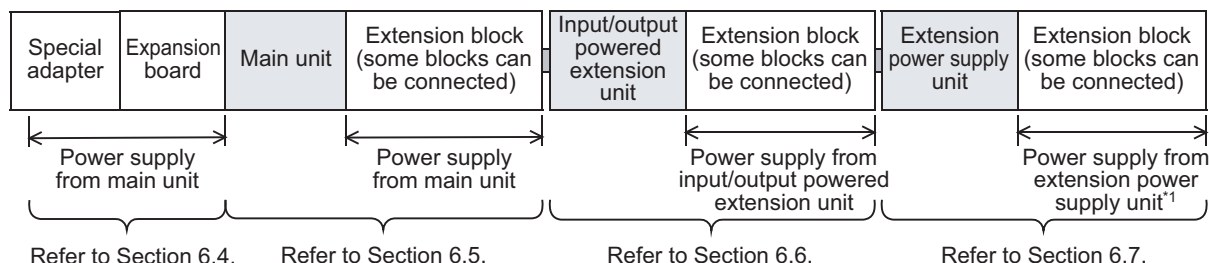 Special
adapter
Expansion
board
Main unit
Extension block
(some blocks can
be connected)
Input/output
powered
extension
unit
Extension block
(some blocks can
be connected)
Extension
power supply
unit
Extension block
(some blocks can
be connected)
Power supply
from main unit
Power supply
from main unit
Power supply from
input/output powered
extension unit
Power supply from
extension power
supply unit*1
Refer to Section 6.4.
Refer to Section 6.5.
Refer to Section 6.6.
Refer to Section 6.7.